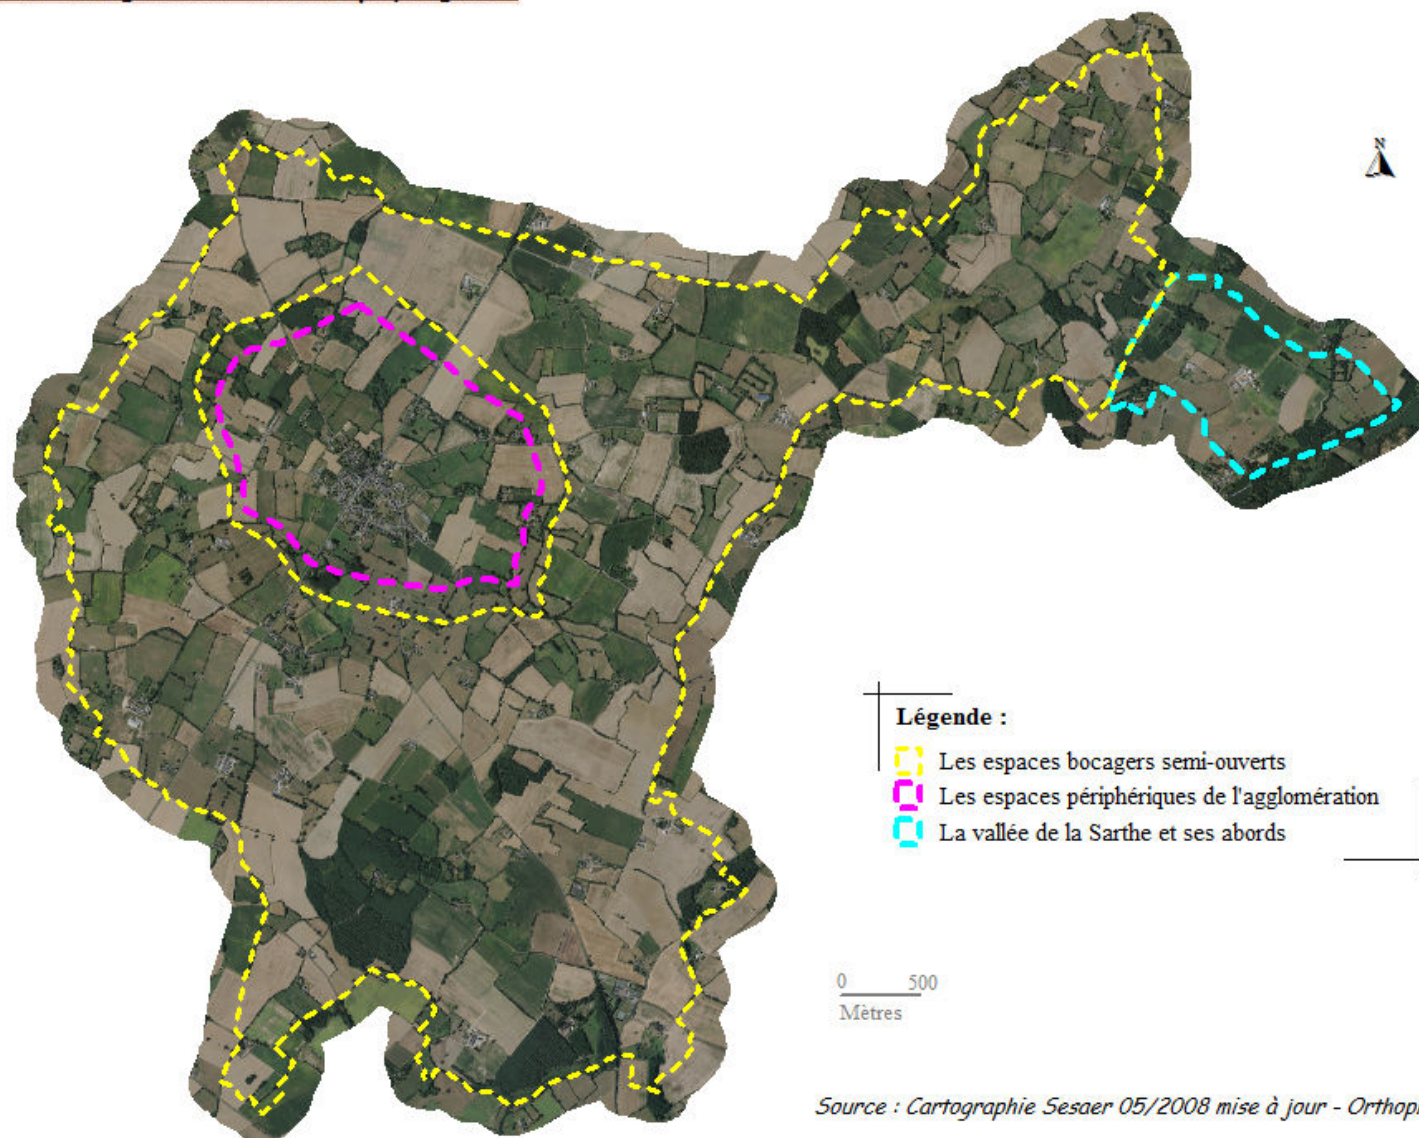 N
Légende :
Les espaces bocagers semi-ouverts
Les espaces périphériques de l'agglomération
La vallée de la Sarthe et ses abords
0 500
Mètres
Source : Cartographie Sesaer 05/2008 mise à jour -